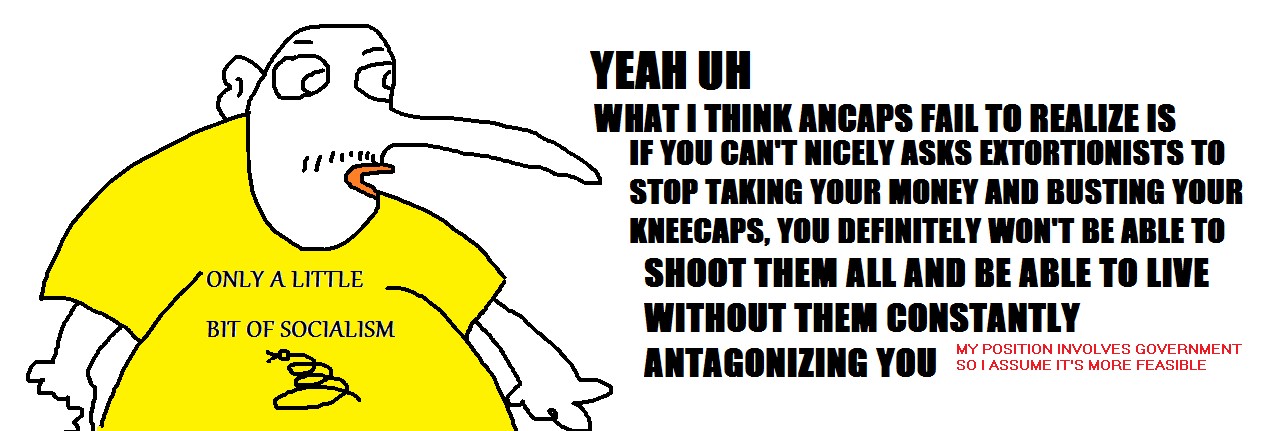 YEAH UH
WHAT I THINK ANCAPS FAIL TO REALIZE IS
IF YOU CAN'T NICELY ASKS EXTORTIONISTS TO
STOP TAKING YOUR MONEY AND BUSTING YOUR
KNEECAPS, YOU DEFINITELY WON'T BE ABLE TO
SHOOT THEM ALL AND BE ABLE TO LIVE
WITHOUT THEM CONSTANTLY
ANTAGONIZING YOU
MY POSITION INVOLVES GOVERNMENT
SO I ASSUME IT'S MORE FEASIBLE
ONLY A LITTLE
BIT OF SOCIALISM